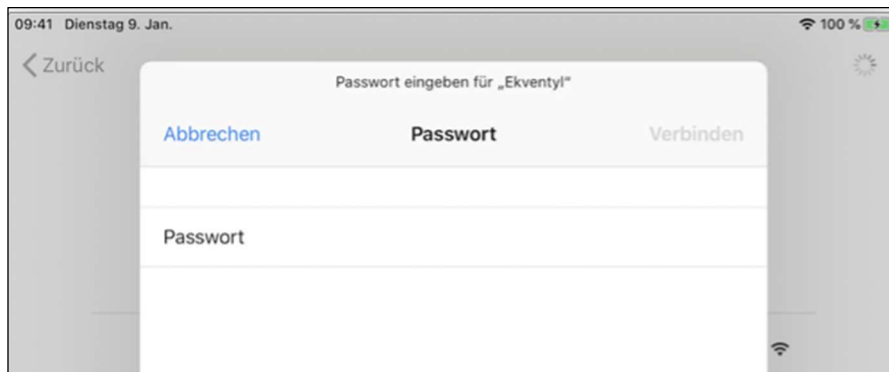 09:41 Dienstag 9. Jan.
100 %
Zurück
Passwort eingeben für „Ekventyl“
Abbrechen
Passwort
Verbinden
Passwort